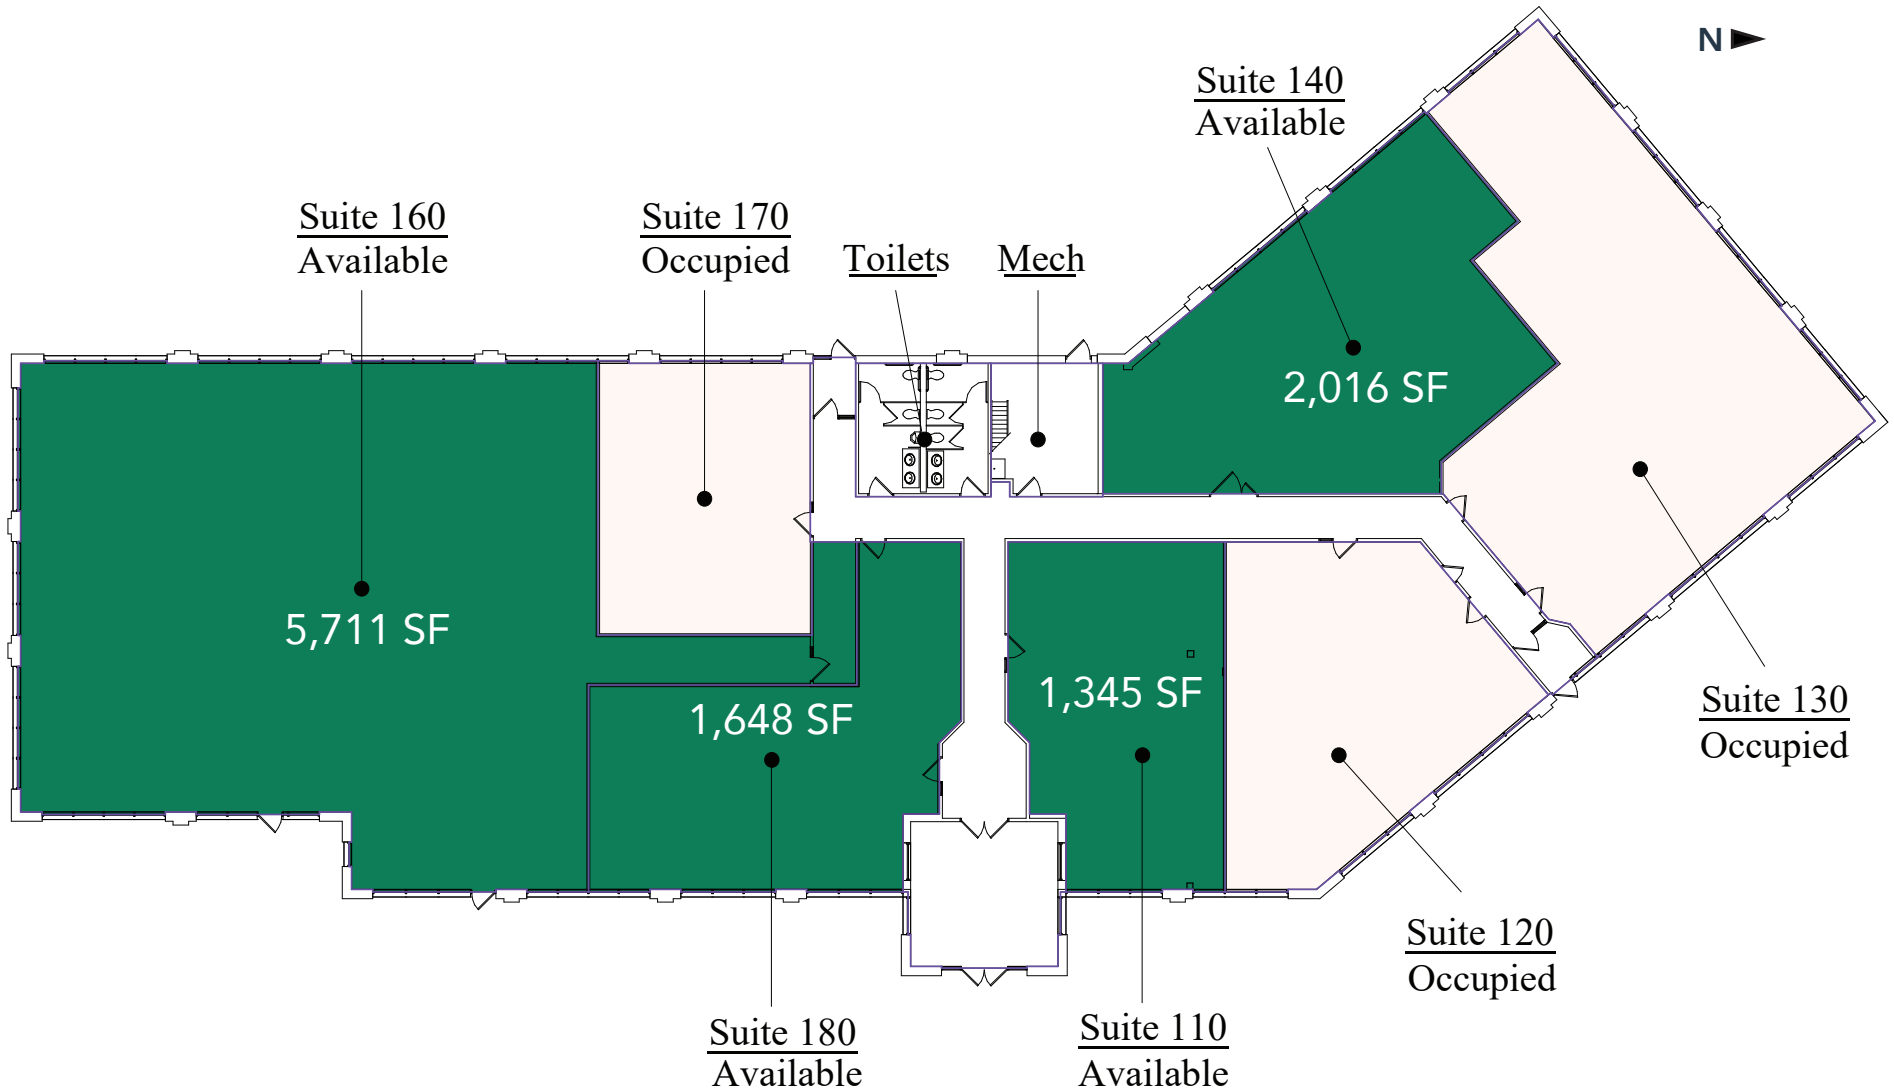 N
Suite 140
Available
Suite 160
Available
Suite 170
Occupied
Toilets
Mech
2,016 SF
5,711 SF
1,648 SF
1,345 SF
Suite 130
Occupied
Suite 120
Occupied
Suite 180
Available
Suite 110
Available